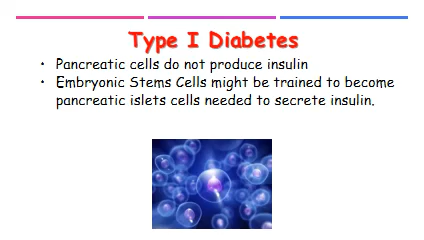 Type I Diabetes
• Pancreatic cells do not produce insulin
• Embryonic Stems Cells might be trained to become
pancreatic islets cells needed to secrete insulin.